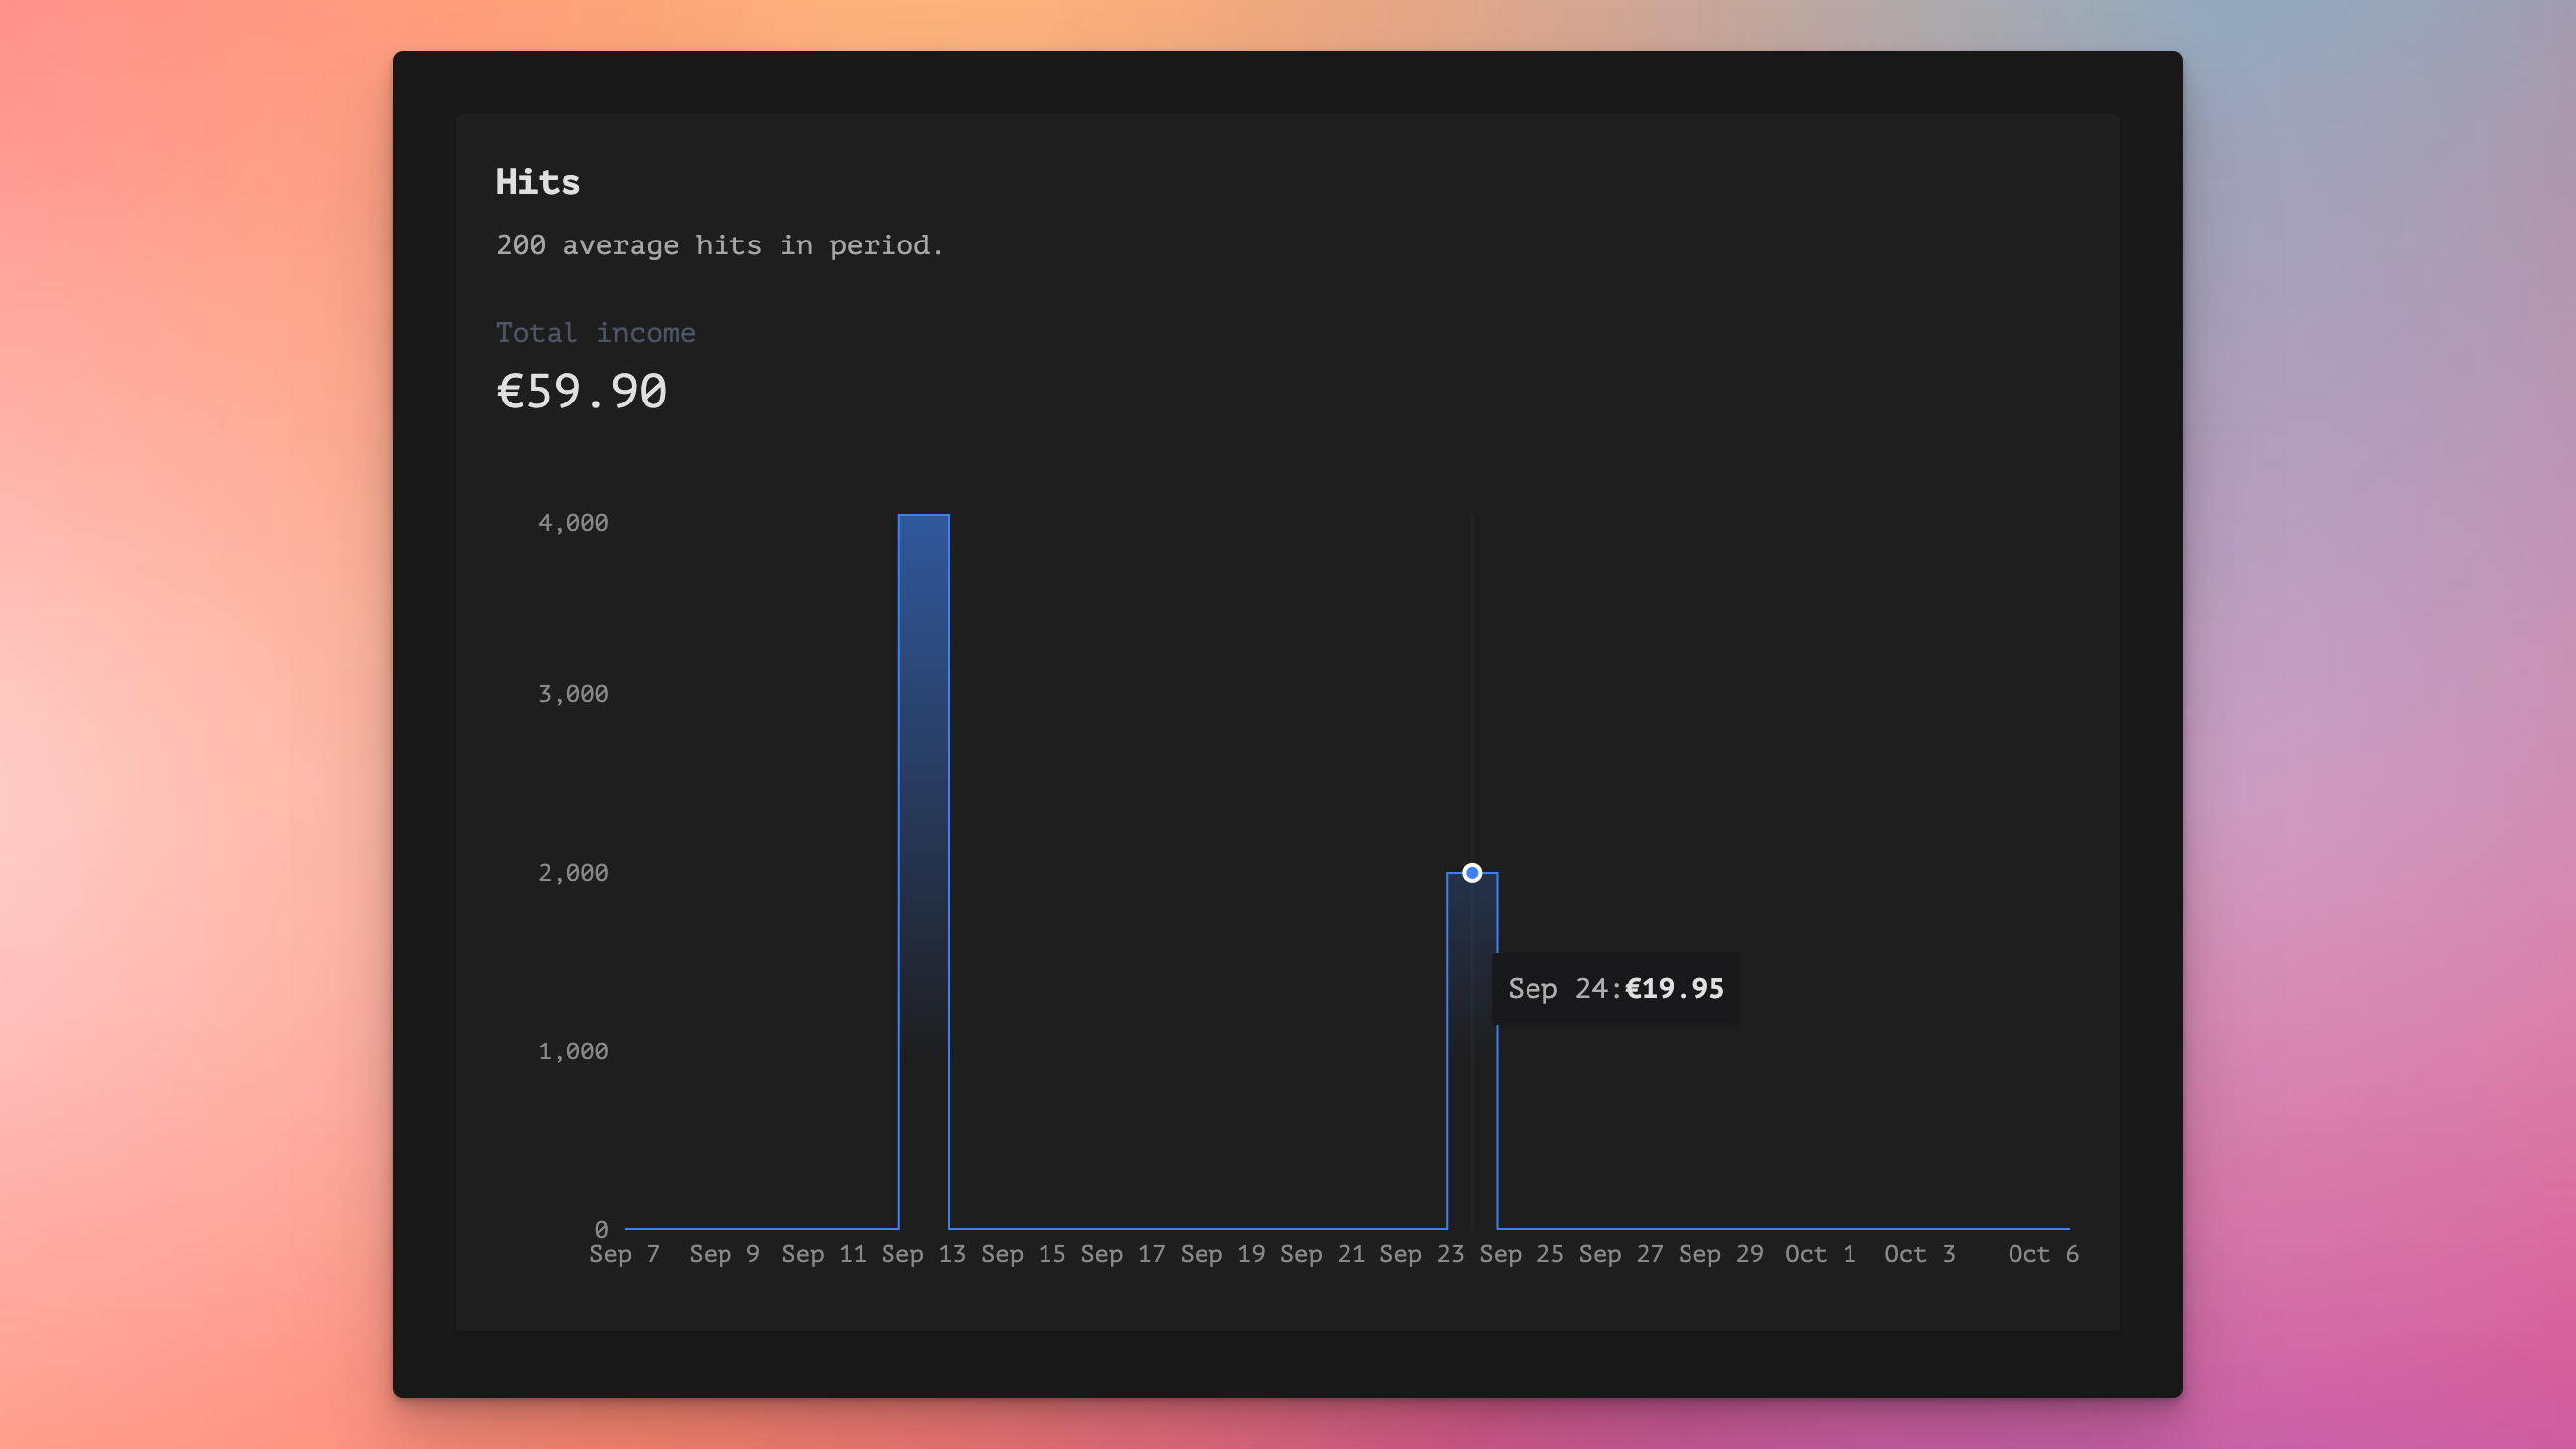 Hits
200 average hits in period.
Total income
€59.90
4,000
3,000
2,000
Sep 24:€19.95
1,000
0
Sep 7 Sep 9 Sep 11 Sep 13 Sep 15 Sep 17 Sep 19 Sep 21 Sep 23 Sep 25 Sep 27 Sep 29 Oct 1 Oct 3 Oct 6